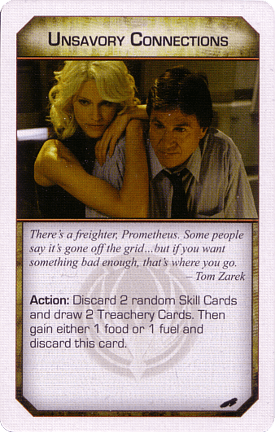 Unsavory Connections
There's a freighter, Prometheus. Some people
say it's gone off the grid...but if you want
something bad enough, that's where you go.
– Tom Zarek
Action: Discard 2 random Skill Cards
and draw 2 Treachery Cards. Then
gain either 1 food or 1 fuel and
discard this card.